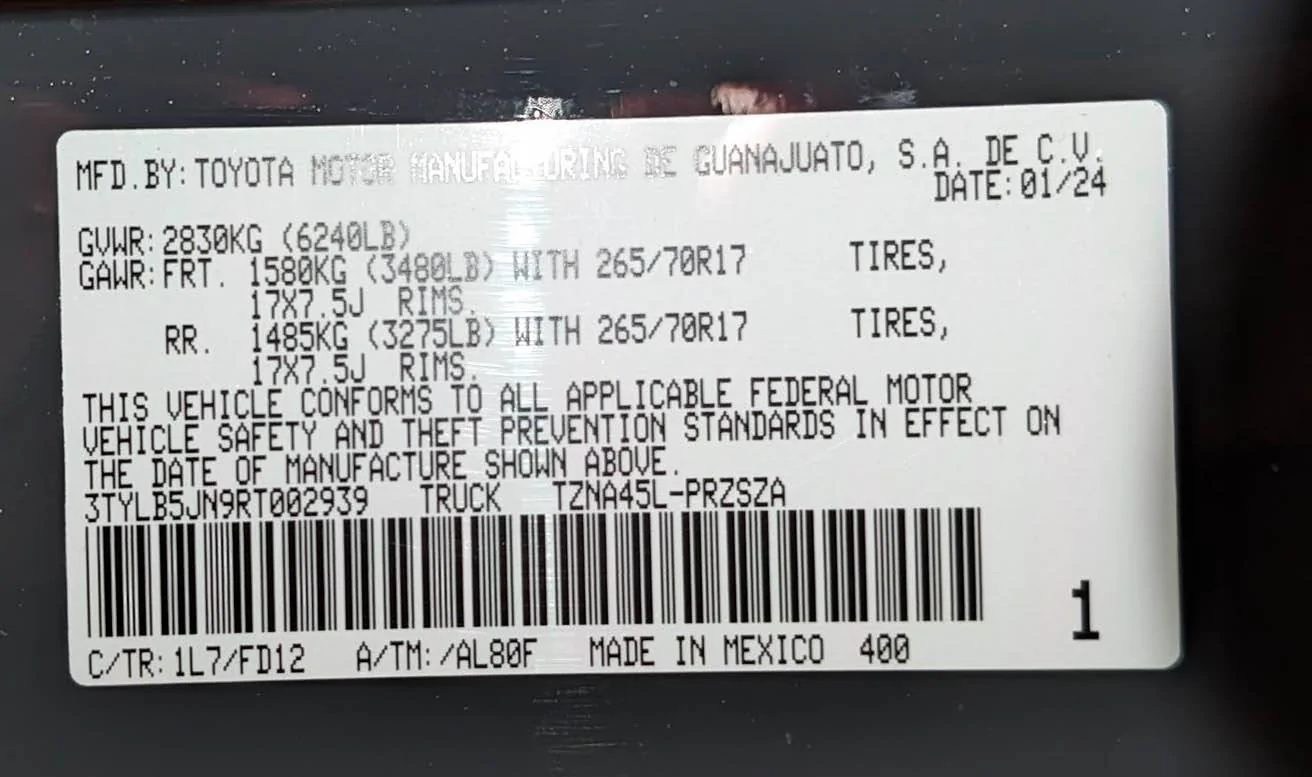 MFD.BY:TOYOTA MOTOR MANUFACTURING DE GUANAJUATO, S.A. DE C.V.
DATE:01/24
GVWR:2830KG (6240LB)
GAWR:FRT. 1580KG (3480LB) WITH 265/70R17 TIRES,
17X7.5J RIMS.
RR. 1485KG (3275LB) WITH 265/70R17 TIRES,
17X7.5J RIMS.
THIS VEHICLE CONFORMS TO ALL APPLICABLE FEDERAL MOTOR
VEHICLE SAFETY AND THEFT PREVENTION STANDARDS IN EFFECT ON
THE DATE OF MANUFACTURE SHOWN ABOVE.
3TYLB5JN9RT002939 TRUCK TZNA45L-PRZSZA
1
C/TR:1L7/FD12 A/TM:/AL80F MADE IN MEXICO 400